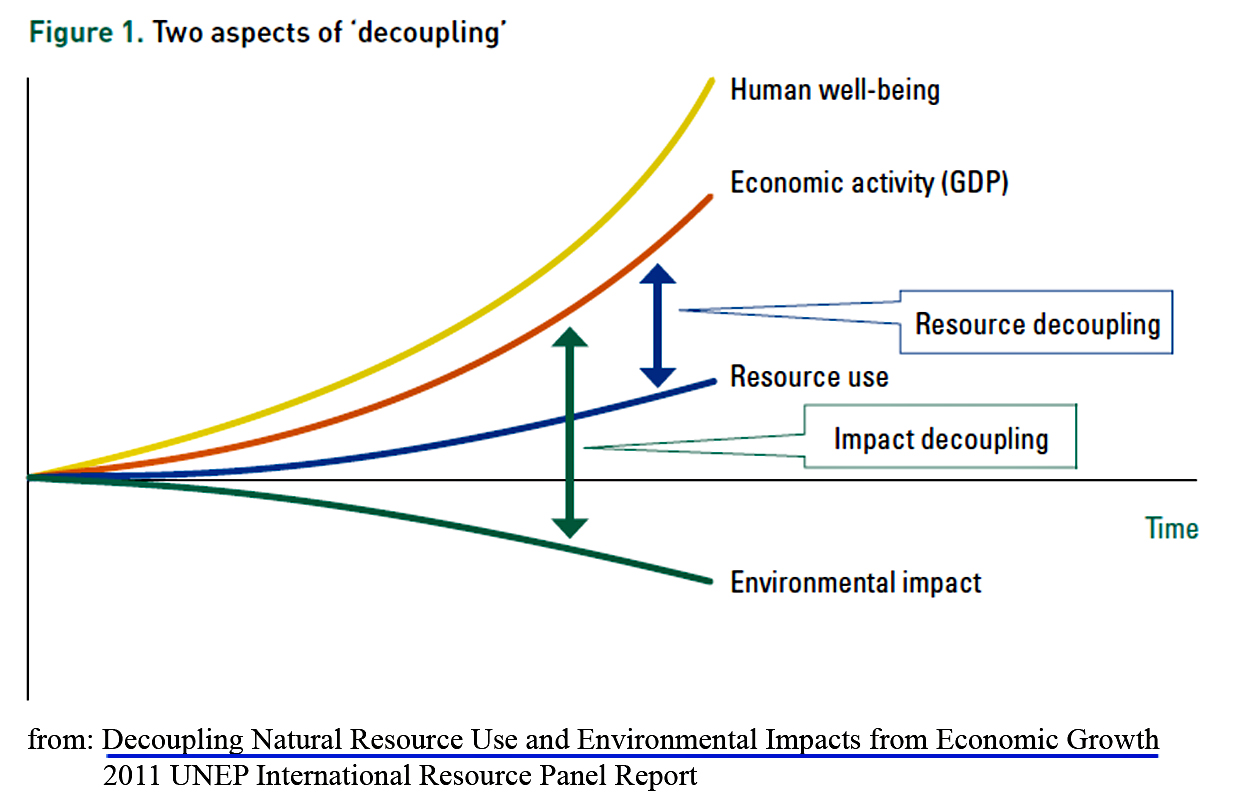 Figure 1. Two aspects of ‘decoupling’
Human well-being
Economic activity (GDP)
Resource decoupling
Resource use
Impact decoupling
Time
Environmental impact
from: Decoupling Natural Resource Use and Environmental Impacts from Economic Growth
2011 UNEP International Resource Panel Report